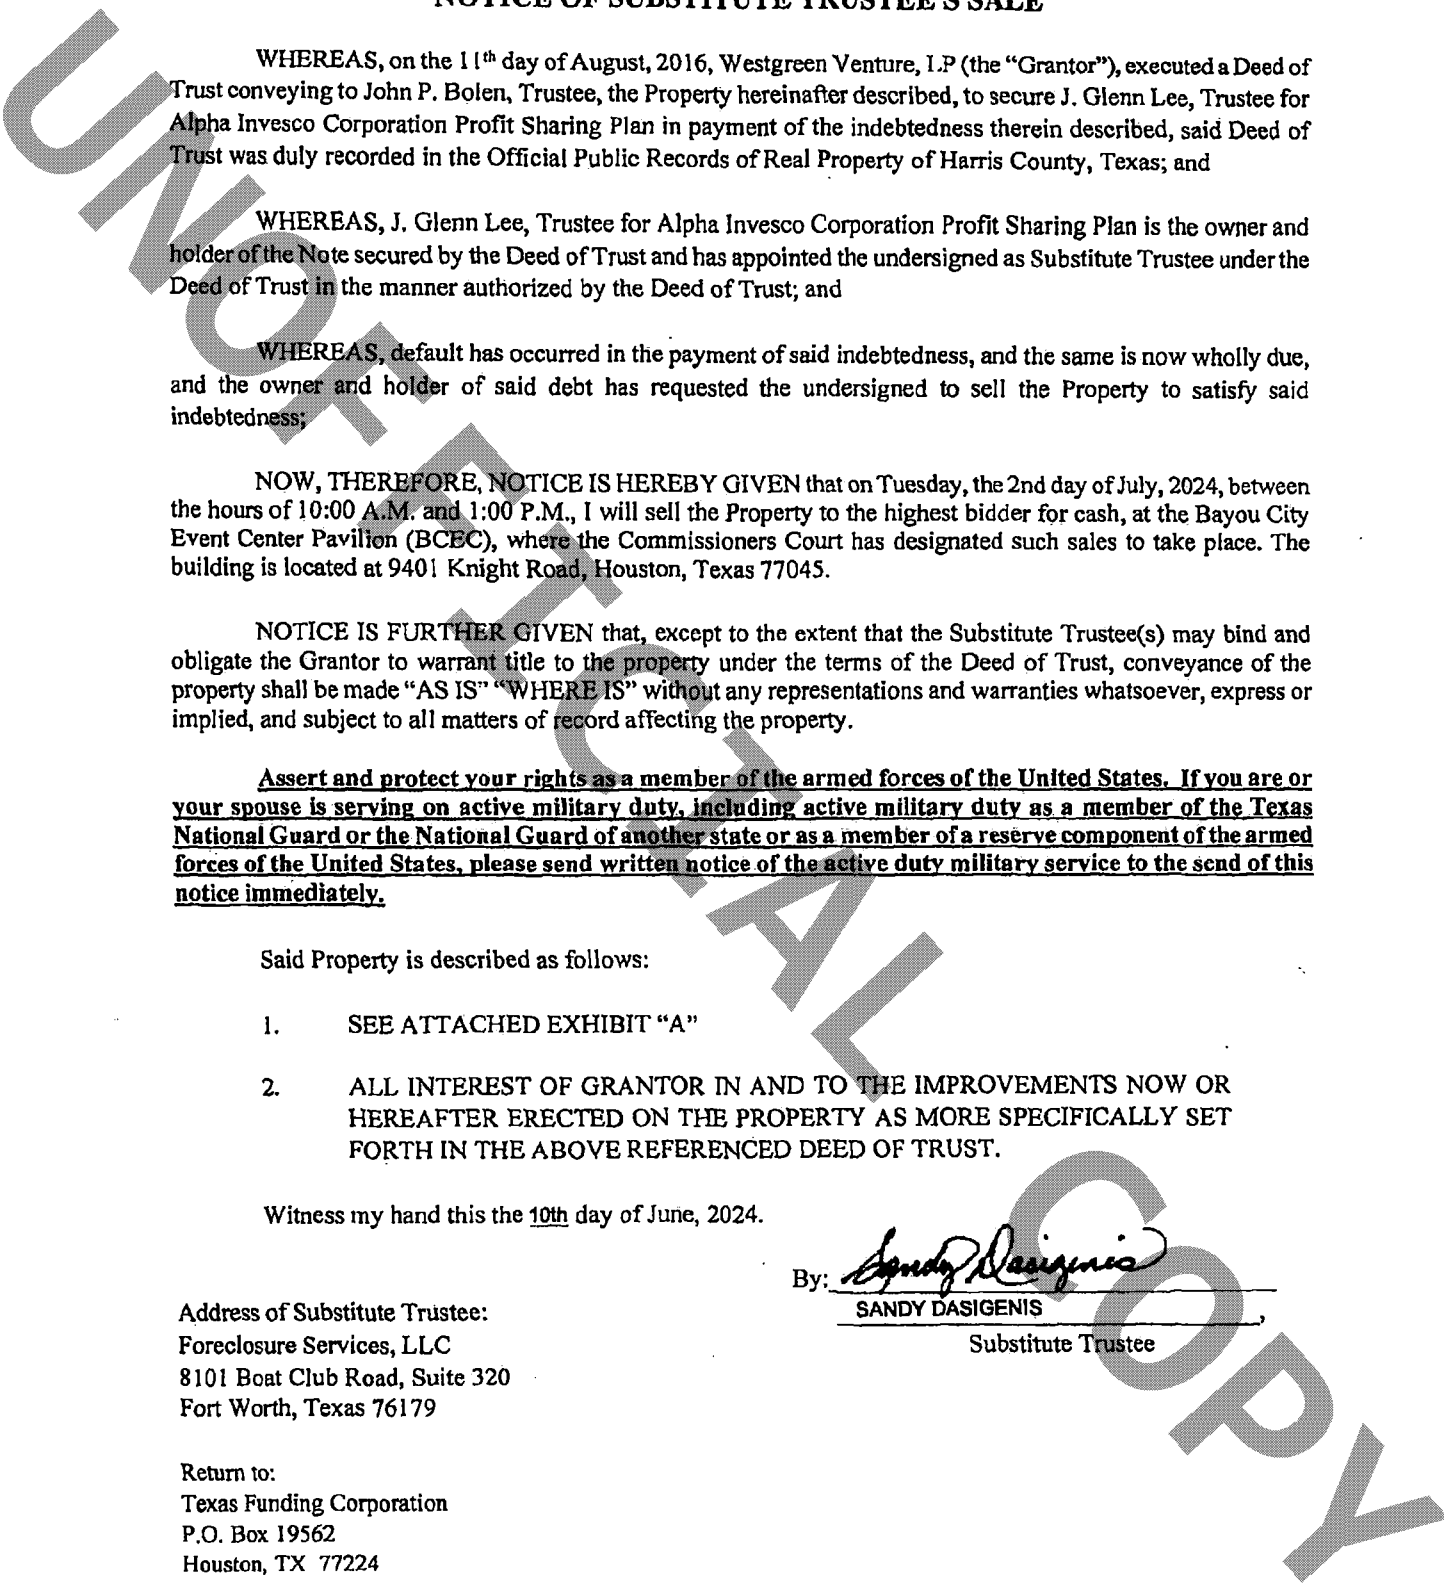 NOTICE OF SUBSTITUTE TRUSTEE'S SALE
WHEREAS, on the 11th day of August, 2016, Westgreen Venture, LP (the “Grantor”), executed a Deed of
Trust conveying to John P. Bolen, Trustee, the Property hereinafter described, to secure J. Glenn Lee, Trustee for
Alpha Invesco Corporation Profit Sharing Plan in payment of the indebtedness therein described, said Deed of
Trust was duly recorded in the Official Public Records of Real Property of Harris County, Texas; and
WHEREAS, J. Glenn Lee, Trustee for Alpha Invesco Corporation Profit Sharing Plan is the owner and
holder of the Note secured by the Deed of Trust and has appointed the undersigned as Substitute Trustee under the
Deed of Trust in the manner authorized by the Deed of Trust; and
WHEREAS, default has occurred in the payment of said indebtedness, and the same is now wholly due,
and the owner and holder of said debt has requested the undersigned to sell the Property to satisfy said
indebtedness;
NOW, THEREFORE, NOTICE IS HEREBY GIVEN that on Tuesday, the 2nd day of July, 2024, between
the hours of 10:00 A.M. and 1:00 P.M., I will sell the Property to the highest bidder for cash, at the Bayou City
Event Center Pavilion (BCEC), where the Commissioners Court has designated such sales to take place. The
building is located at 9401 Knight Road, Houston, Texas 77045.
NOTICE IS FURTHER GIVEN that, except to the extent that the Substitute Trustee(s) may bind and
obligate the Grantor to warrant title to the property under the terms of the Deed of Trust, conveyance of the
property shall be made “AS IS” “WHERE IS” without any representations and warranties whatsoever, express or
implied, and subject to all matters of record affecting the property.
Assert and protect your rights as a member of the armed forces of the United States. If you are or
your spouse is serving on active military duty, including active military duty as a member of the Texas
National Guard or the National Guard of another state or as a member of a reserve component of the armed
forces of the United States, please send written notice of the active duty military service to the send of this
notice immediately.
Said Property is described as follows:
1. SEE ATTACHED EXHIBIT “A”
2. ALL INTEREST OF GRANTOR IN AND TO THE IMPROVEMENTS NOW OR
HEREAFTER ERECTED ON THE PROPERTY AS MORE SPECIFICALLY SET
FORTH IN THE ABOVE REFERENCED DEED OF TRUST.
Witness my hand this the 10th day of June, 2024.
By: Sandy Dasigenis
SANDY DASIGENIS,
Substitute Trustee
Address of Substitute Trustee:
Foreclosure Services, LLC
8101 Boat Club Road, Suite 320
Fort Worth, Texas 76179
Return to:
Texas Funding Corporation
P.O. Box 19562
Houston, TX 77224
UNOFFICIAL COPY